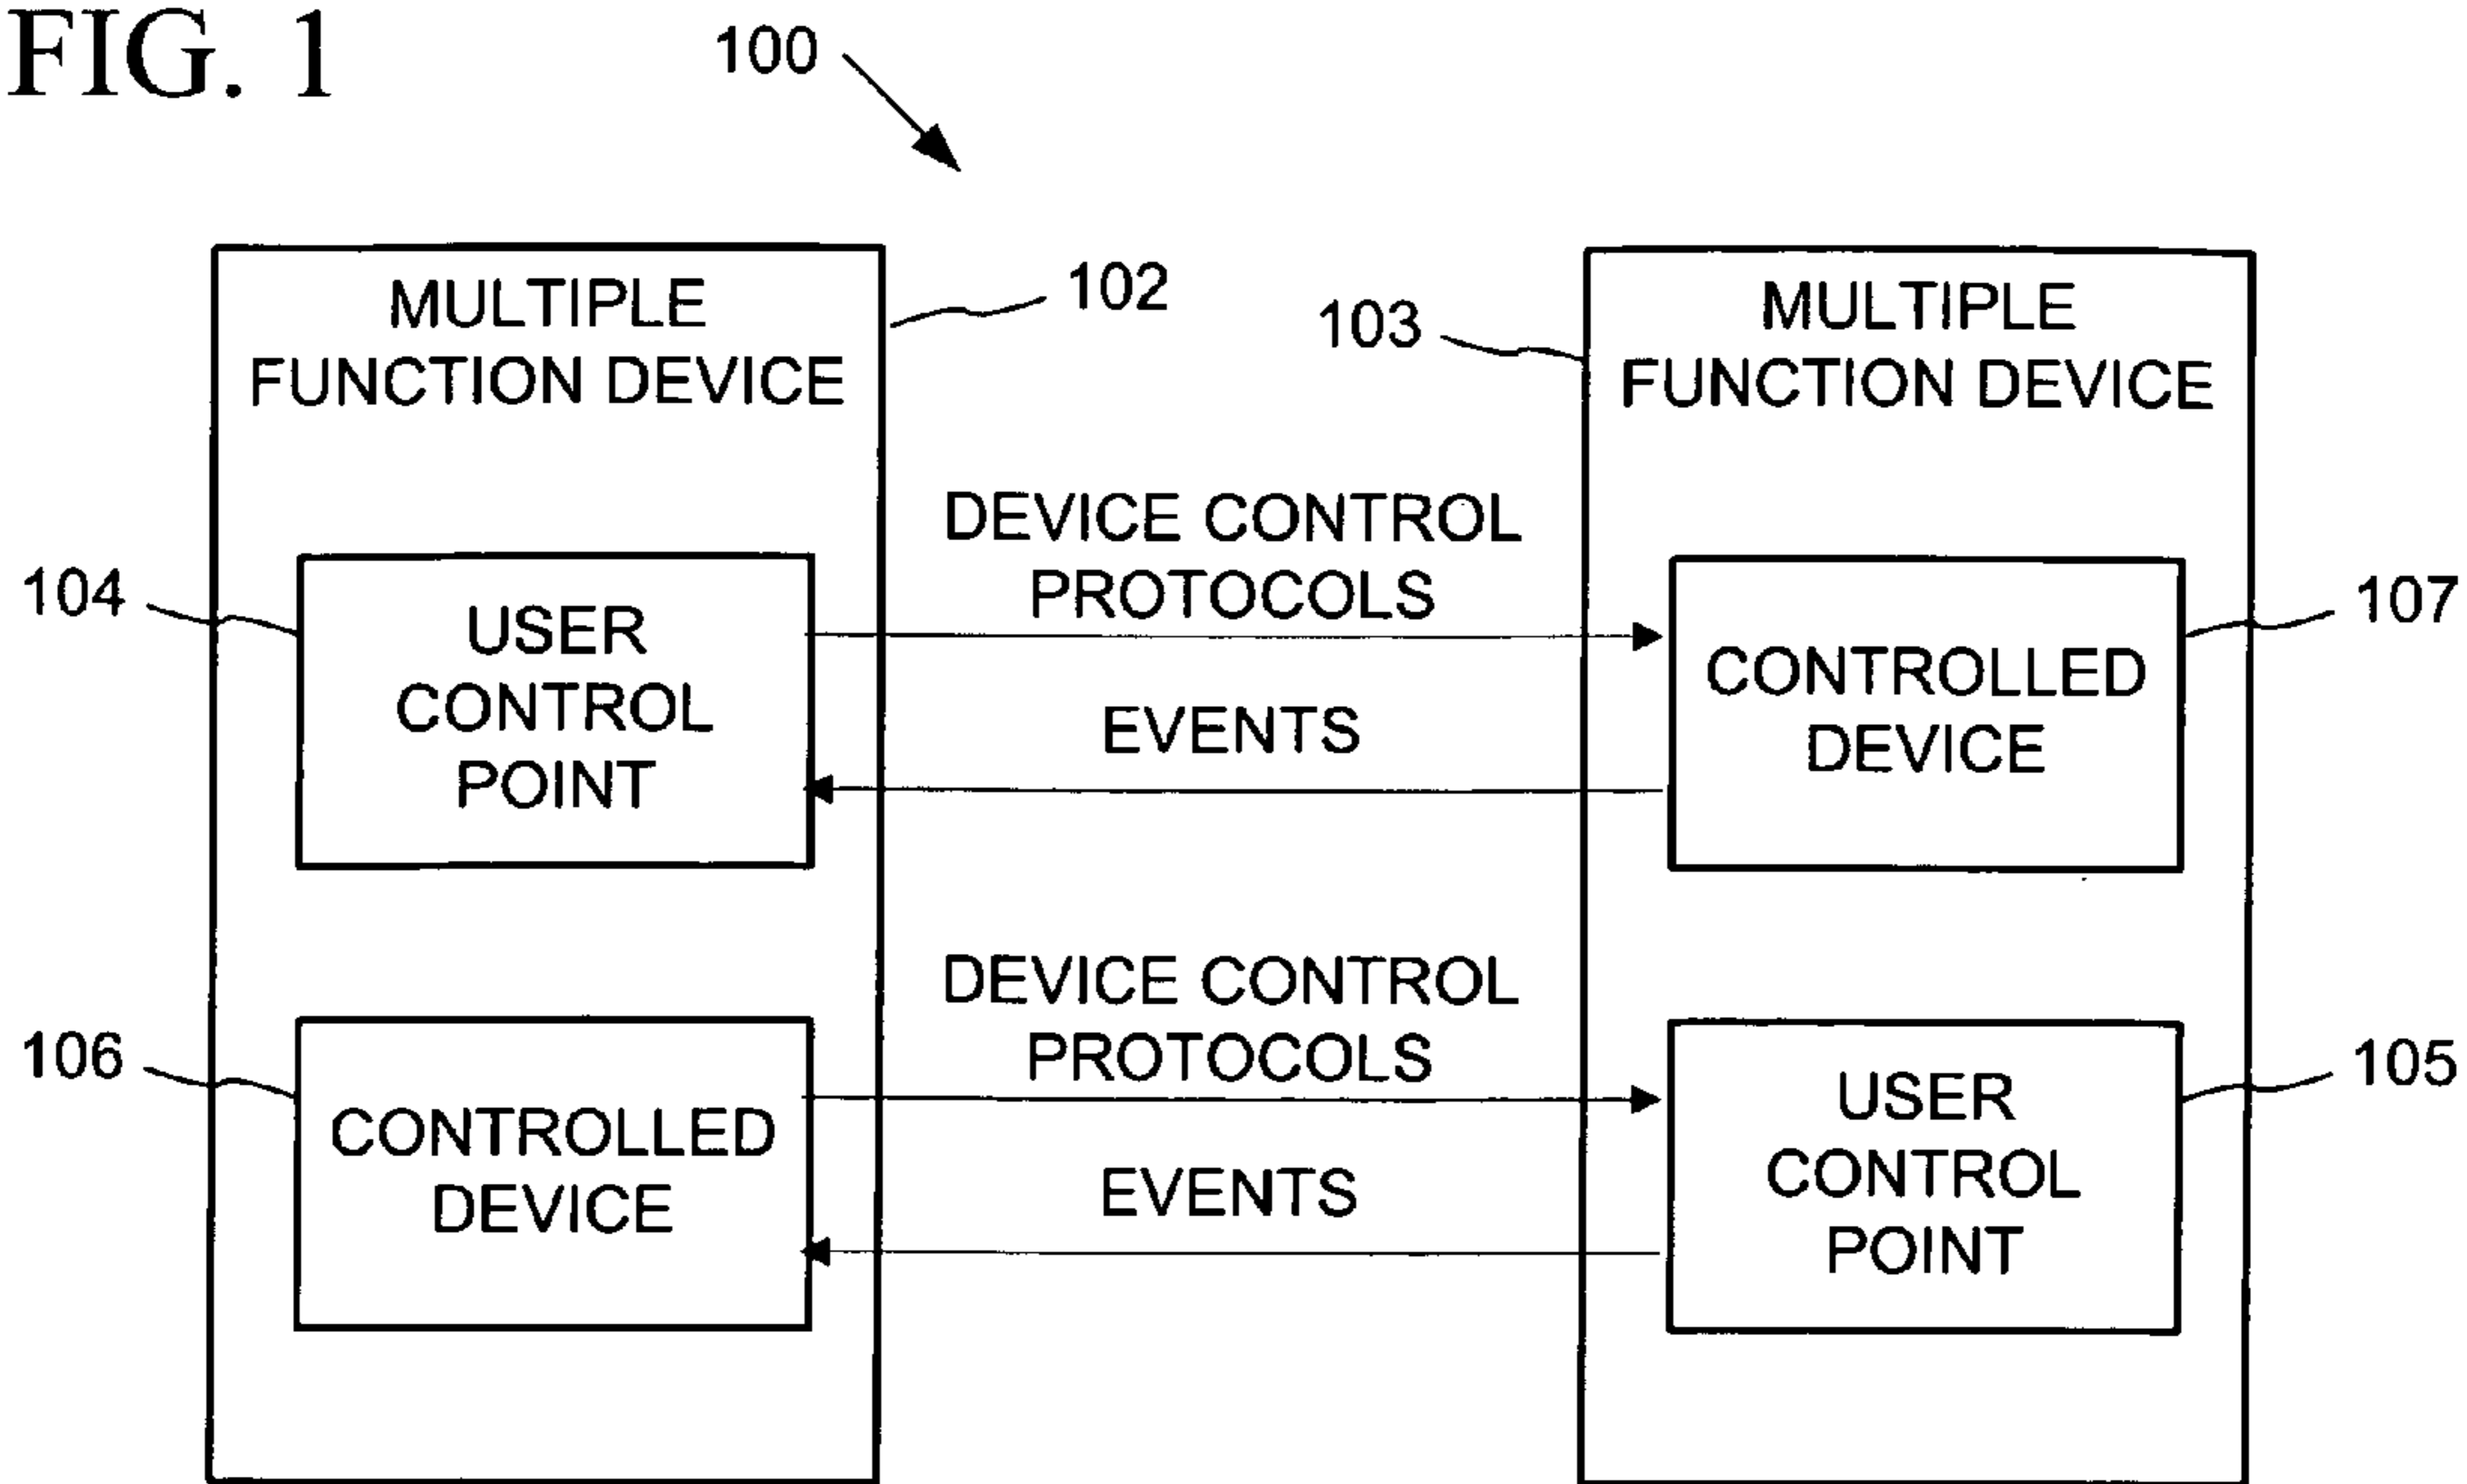 FIG. 1
100
MULTIPLE
FUNCTION DEVICE
102
103
MULTIPLE
FUNCTION DEVICE
DEVICE CONTROL
PROTOCOLS
104
USER
CONTROL
POINT
EVENTS
CONTROLLED
DEVICE
107
DEVICE CONTROL
PROTOCOLS
106
CONTROLLED
DEVICE
EVENTS
USER
CONTROL
POINT
105